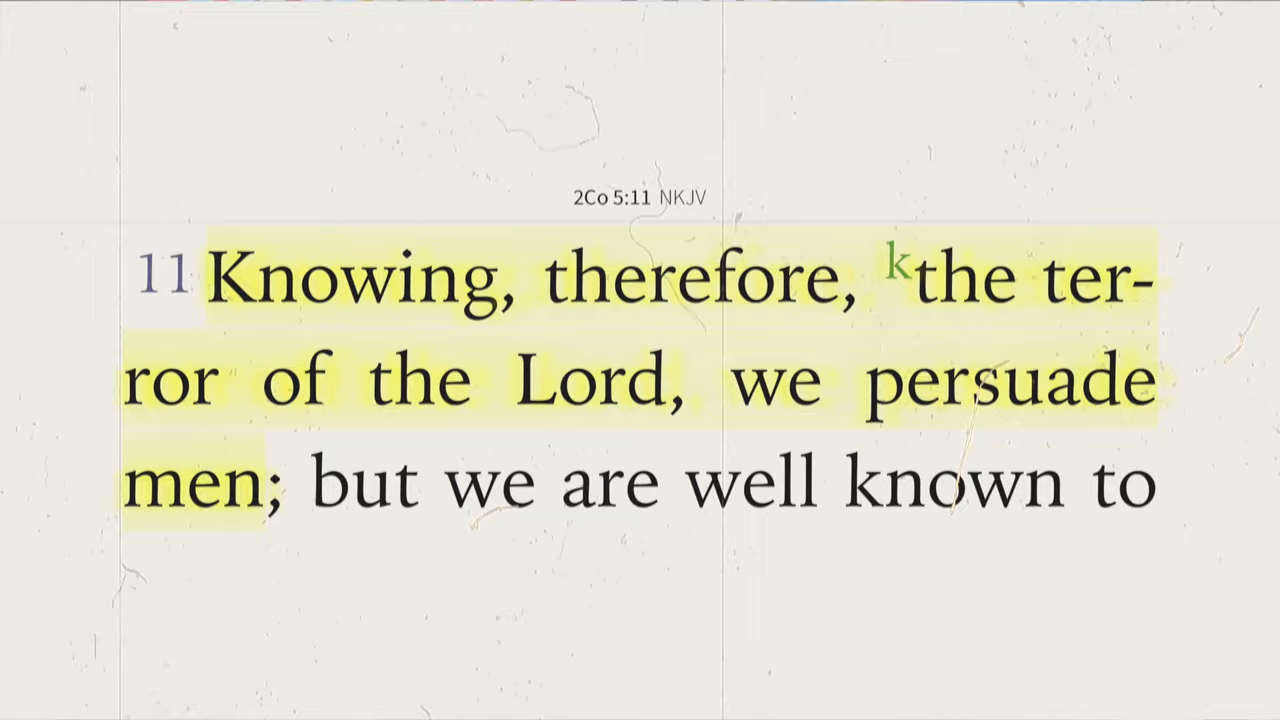 2Co 5:11 NKJV
11 Knowing, therefore, kthe ter-
ror of the Lord, we persuade
men; but we are well known to